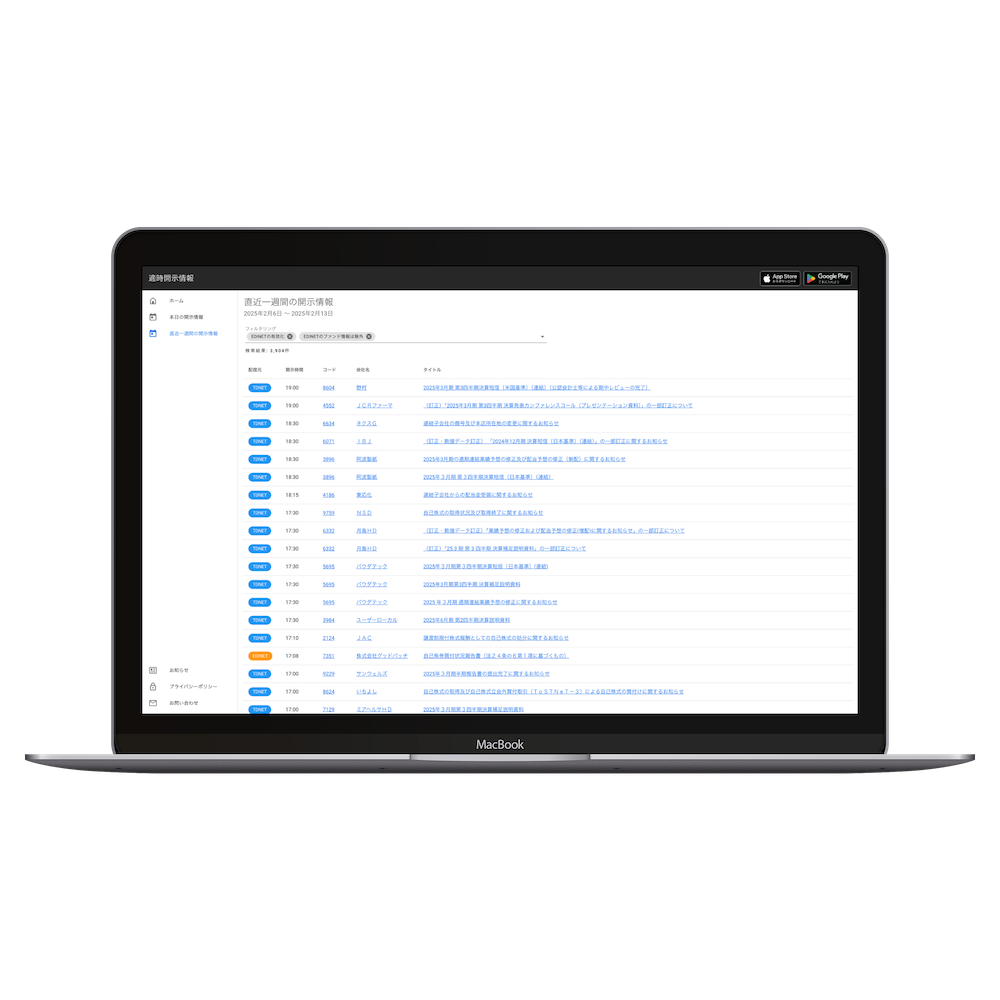 適時開示情報
App Store
からダウンロード
Google Play
で手に入れよう
ホーム
本日の開示情報
直近一週間の開示情報
直近一週間の開示情報
2025年2月6日 〜 2025年2月13日
フィルタリング
EDINETの有効化 EDINETのファンド情報は除外
検索結果: 3,904件
配信元 開示時間 コード 会社名 タイトル
TDNET 19:00 8604 野村 2025年3月期 第3四半期決算短信〔米国基準〕（連結）（公認会計士等による期中レビューの完了）
TDNET 19:00 4552 ＪＣＲファーマ （訂正）「2025年3月期 第3四半期 決算発表カンファレンスコール（プレゼンテーション資料）」の一部訂正について
TDNET 18:30 6634 ネクスＧ 連結子会社の商号及び本店所在地の変更に関するお知らせ
TDNET 18:30 6071 ＩＢＪ （訂正・数値データ訂正） 「2024年12月期 決算短信〔日本基準〕（連結）」の一部訂正に関するお知らせ
TDNET 18:30 3896 阿波製紙 2025年3月期の通期連結業績予想の修正及び配当予想の修正（無配）に関するお知らせ
TDNET 18:30 3896 阿波製紙 2025年３月期 第３四半期決算短信〔日本基準〕（連結）
TDNET 18:15 4186 東応化 連結子会社からの配当金受領に関するお知らせ
TDNET 17:30 9759 ＮＳＤ 自己株式の取得状況及び取得終了に関するお知らせ
TDNET 17:30 6332 月島ＨＤ （訂正・数値データ訂正）「業績予想の修正および配当予想の修正(増配)に関するお知らせ」の一部訂正について
TDNET 17:30 6332 月島ＨＤ （訂正）「25.3 期 第３四半期 決算補足説明資料」の一部訂正について
TDNET 17:30 5695 パウダテック 2025年３月期第３四半期決算短信〔日本基準〕(連結)
TDNET 17:30 5695 パウダテック 2025年3月期第3四半期 決算補足説明資料
TDNET 17:30 5695 パウダテック 2025 年３月期 通期連結業績予想の修正に関するお知らせ
TDNET 17:30 3984 ユーザーローカル 2025年6月期 第2四半期決算説明資料
TDNET 17:10 2124 ＪＡＣ 譲渡制限付株式報酬としての自己株式の処分に関するお知らせ
EDINET 17:08 7351 株式会社グッドパッチ 自己株券買付状況報告書（法２４条の６第１項に基づくもの）
TDNET 17:00 9229 サンウェルズ 2025年３月期半期報告書の提出完了に関するお知らせ
TDNET 17:00 8624 いちよし 自己株式の取得及び自己株式立会外買付取引（ＴｏＳＴＮｅＴ－３）による自己株式の買付けに関するお知らせ
TDNET 17:00 7129 ミアヘルサＨＤ 2025年３月期第３四半期決算補足説明資料
お知らせ
プライバシーポリシー
お問い合わせ
MacBook